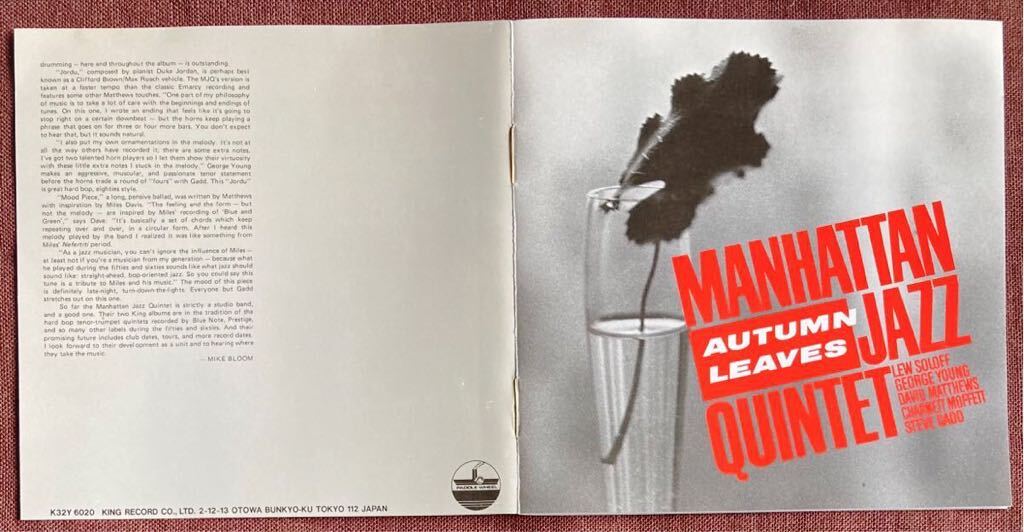 drumming — here and throughout the album — is outstanding.
"Jordu," composed by pianist Duke Jordan, is perhaps best
known as a Clifford Brown/Max Roach vehicle. The MJQ's version is
taken at a faster tempo than the classic Emarcy recording and
features some other Matthews touches. "One part of my philosophy
of music is to take a lot of care with the beginnings and endings of
tunes. On this one, I wrote an ending that feels like it's going to
stop right on a certain downbeat — but the horns keep playing a
phrase that goes on for three or four more bars. You don't expect
to hear that, but it sounds natural.
"I also put my own ornamentations in the melody. It's not at
all the way others have recorded it; there are some extra notes.
I've got two talented horn players so I let them show their virtuosity
with these little extra notes I stuck in the melody." George Young
makes an aggressive, muscular, and passionate tenor statement
before the horns trade a round of "fours" with Gadd. This "Jordu"
is great hard bop, eighties style.
"Mood Piece," a long, pensive ballad, was written by Matthews
with inspiration by Miles Davis. "The feeling and the form — but
not the melody — are inspired by Miles' recording of 'Blue and
Green'," says Dave. "It's basically a set of chords which keep
repeating over and over, in a circular form. After I heard this
melody played by the band I realized it was like something from
Miles' Nefertiti period.
"As a jazz musician, you can't ignore the influence of Miles —
at least not if you're a musician from my generation — because what
he played during the fifties and sixties sounds like what jazz should
sound like: straight-ahead, bop-oriented jazz. So you could say this
tune is a tribute to Miles and his music." The mood of this piece
is definitely late-night, turn-down-the-lights. Everyone but Gadd
stretches out on this one.
So far the Manhattan Jazz Quintet is strictly a studio band,
and a good one. Their two King albums are in the tradition of the
hard bop tenor-trumpet quintets recorded by Blue Note, Prestige,
and so many other labels during the fifties and sixties. And their
promising future includes club dates, tours, and more record dates.
I look forward to their development as a unit and to hearing where
they take the music.
— MIKE BLOOM
PADDLE WHEEL
K32Y 6020 KING RECORD CO., LTD. 2-12-13 OTOWA BUNKYO-KU TOKYO 112 JAPAN
MANHATTAN
AUTUMN
LEAVES
JAZZ
QUINTET
LEW SOLOFF
GEORGE YOUNG
DAVID MATTHEWS
CHARNETT MOFFETT
STEVE GADD